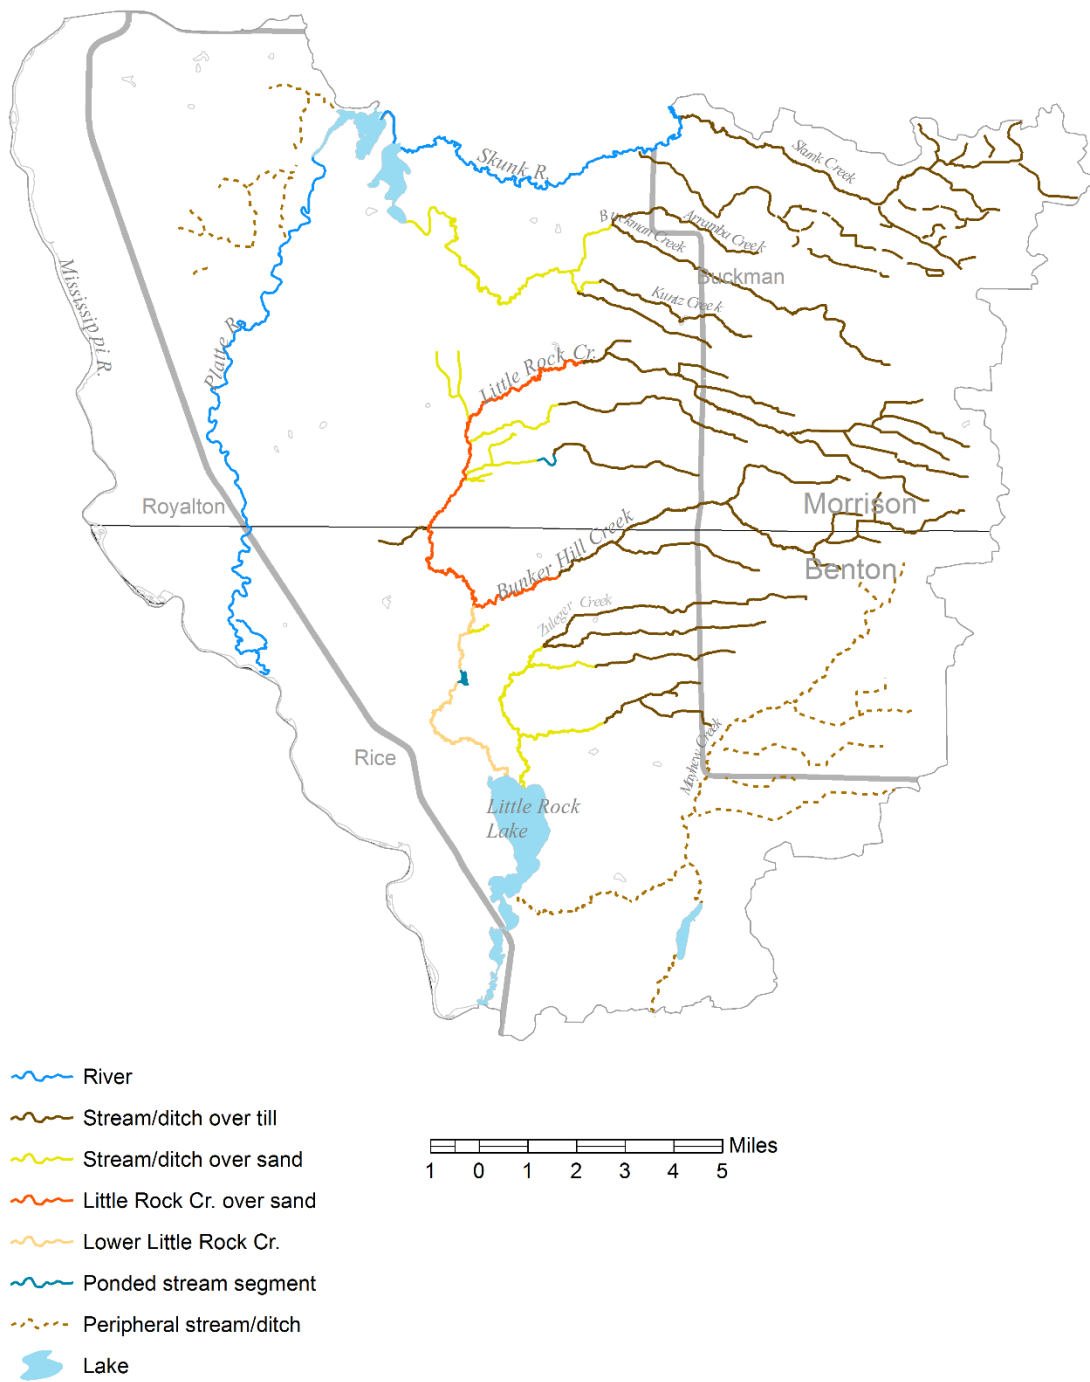 Skunk R.
Skunk Creek
Buckman Creek
Arramba Creek
Buckman
Mississippi R.
Kuntz Creek
Platte R.
Little Rock Cr.
Royalton
Morrison
Bunker Hill Creek
Benton
Zuleger Creek
Rice
Mayhew Creek
Little Rock
Lake
River
Stream/ditch over till
Stream/ditch over sand
Little Rock Cr. over sand
Lower Little Rock Cr.
Ponded stream segment
Peripheral stream/ditch
Lake
Miles
1 0 1 2 3 4 5